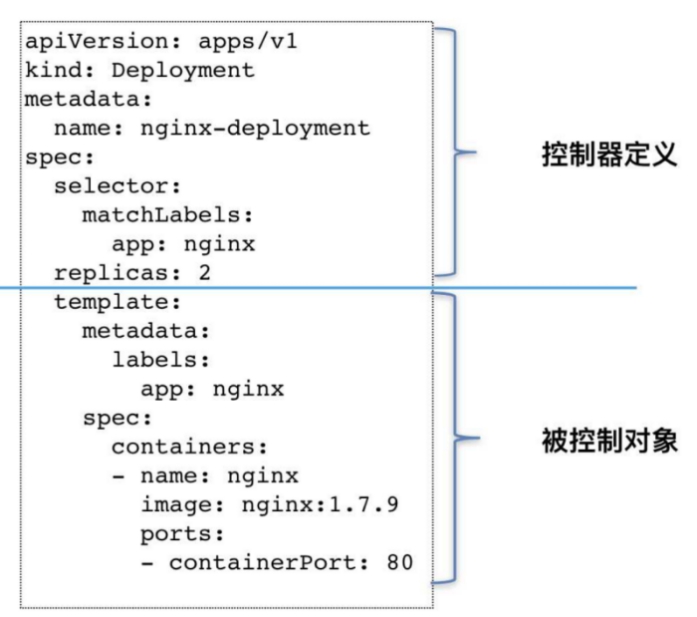 apiVersion: apps/v1
kind: Deployment
metadata:
  name: nginx-deployment
spec:
  selector:
    matchLabels:
      app: nginx
  replicas: 2
控制器定义
  template:
    metadata:
      labels:
        app: nginx
    spec:
      containers:
      - name: nginx
        image: nginx:1.7.9
        ports:
        - containerPort: 80
被控制对象